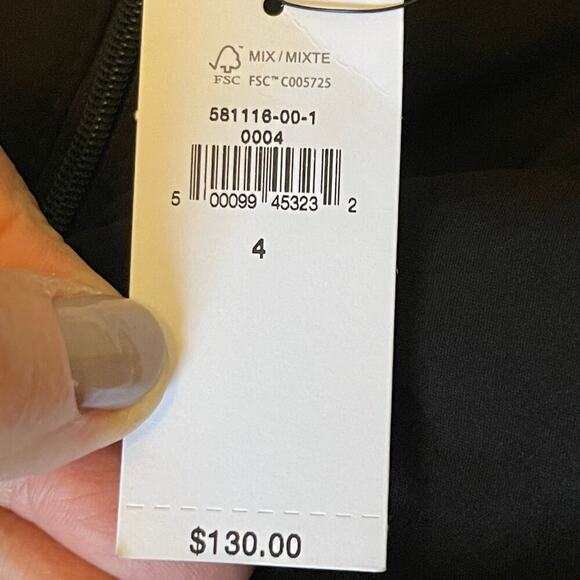 MIX / MIXTE
FSC FSC™ C005725
581116-00-1
0004
5 00099 45323 2
4
$130.00